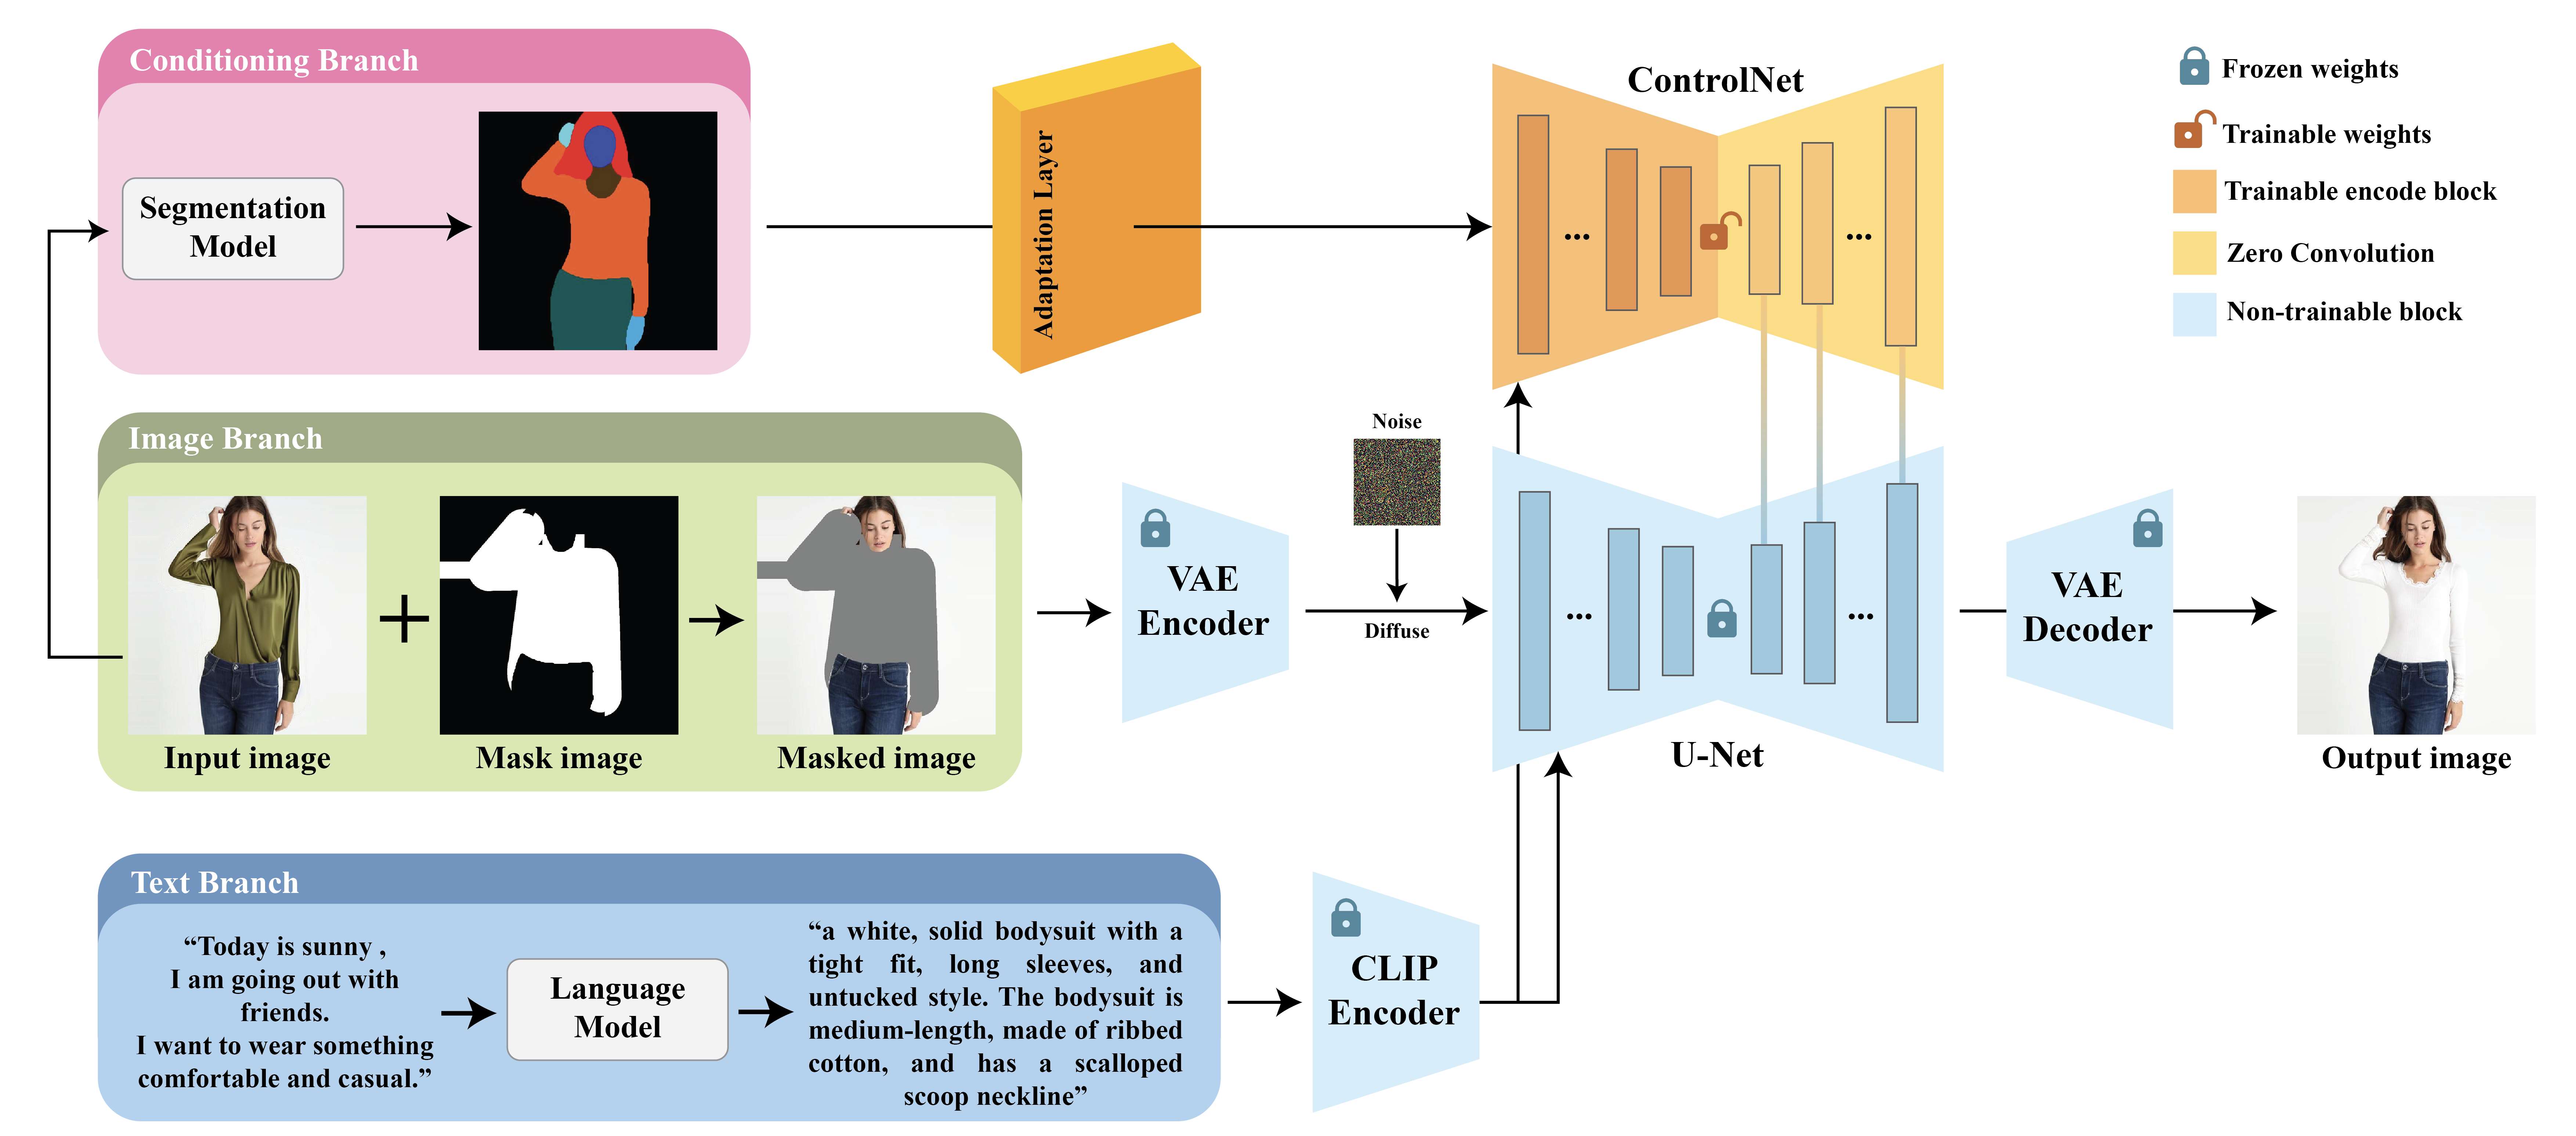 Conditioning Branch
Segmentation
Model
Adaptation Layer
ControlNet
...
...
Frozen weights
Trainable weights
Trainable encode block
Zero Convolution
Non-trainable block
Image Branch
Input image
+
Mask image
Masked image
VAE
Encoder
Noise
Diffuse
...
...
U-Net
VAE
Decoder
Output image
Text Branch
“Today is sunny ,
I am going out with
friends.
I want to wear something
comfortable and casual.”
Language
Model
“a white, solid bodysuit with a
tight fit, long sleeves, and
untucked style. The bodysuit is
medium-length, made of ribbed
cotton, and has a scalloped
scoop neckline”
CLIP
Encoder